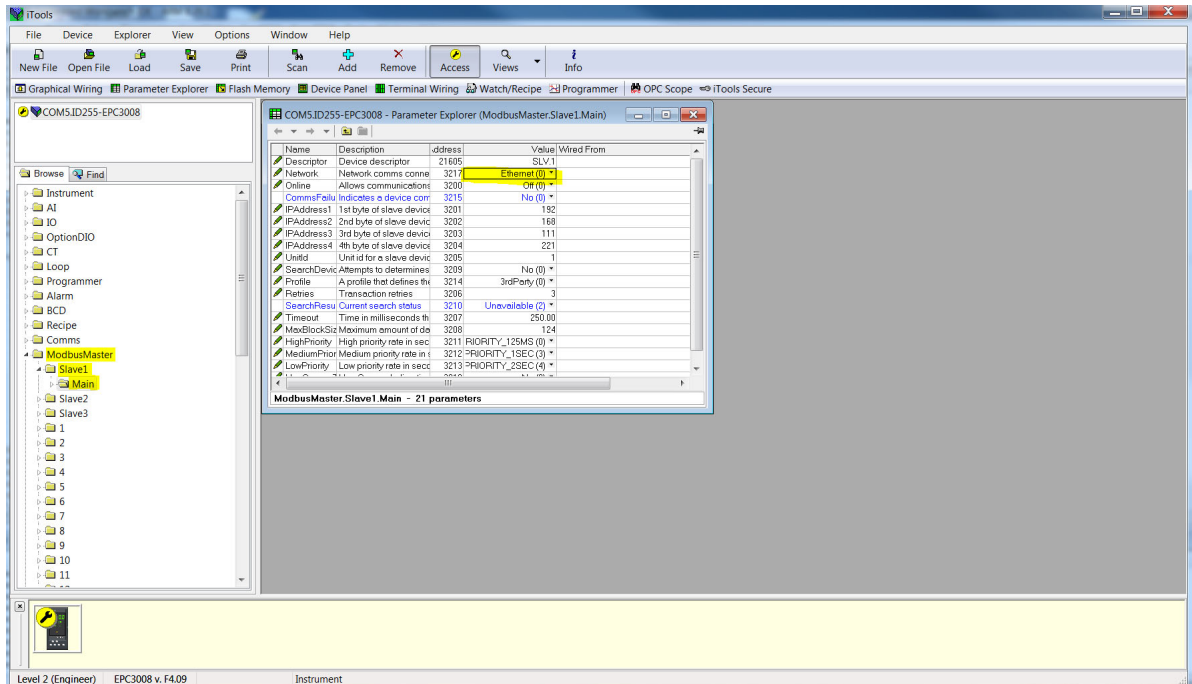 iTools
File Device Explorer View Options Window Help
New File Open File Load Save Print Scan Add Remove Access Views Info
Graphical Wiring Parameter Explorer Flash Memory Device Panel Terminal Wiring Watch/Recipe Programmer OPC Scope iTools Secure
COM5.ID255-EPC3008
Browse Find
Instrument
AI
IO
OptionDIO
CT
Loop
Programmer
Alarm
BCD
Recipe
Comms
ModbusMaster
Slave1
Main
Slave2
Slave3
1
2
3
4
5
6
7
8
9
10
11
COM5.ID255-EPC3008 - Parameter Explorer (ModbusMaster.Slave1.Main)
Name Description ddress Value Wired From
Descriptor Device descriptor 21605 SLV.1
Network Network comms conne 3217 Ethernet (0)
Online Allows communications 3200 Off (0)
CommsFailu Indicates a device com 3215 No (0)
IPAddress1 1st byte of slave device 3201 192
IPAddress2 2nd byte of slave devic 3202 168
IPAddress3 3rd byte of slave devic 3203 111
IPAddress4 4th byte of slave device 3204 221
UnitId Unit id for a slave devic 3205 1
SearchDevic Attempts to determines 3209 No (0)
Profile A profile that defines the 3214 3rdParty (0)
Retries Transaction retries 3206 3
SearchResu Current search status 3210 Unavailable (2)
Timeout Time in milliseconds th 3207 250.00
MaxBlockSiz Maximum amount of da 3208 124
HighPriority High priority rate in sec 3211 RIORITY_125MS (0)
MediumPrior Medium priority rate in s 3212 PRIORITY_1SEC (3)
LowPriority Low priority rate in seco 3213 PRIORITY_2SEC (4)
ModbusMaster.Slave1.Main - 21 parameters
Level 2 (Engineer) EPC3008 v. F4.09 Instrument